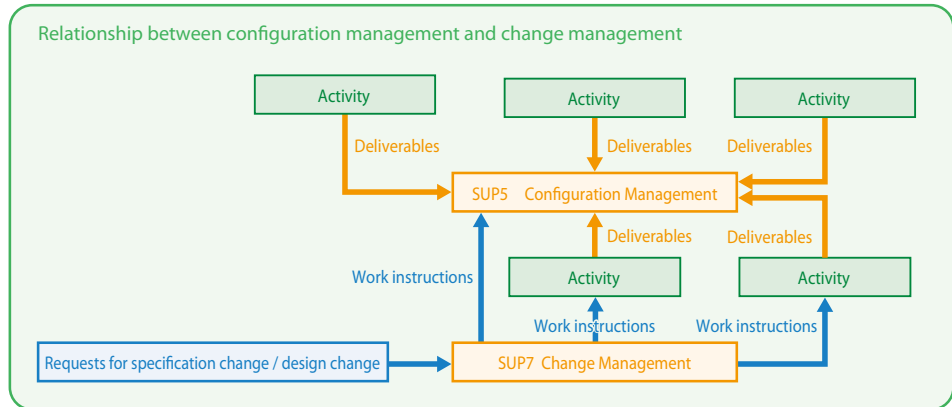 Relationship between configuration management and change management
Activity
Activity
Activity
Deliverables
Deliverables
Deliverables
SUP5 Configuration Management
Deliverables
Deliverables
Work instructions
Activity
Activity
Work instructions
Work instructions
Requests for specification change / design change
SUP7 Change Management